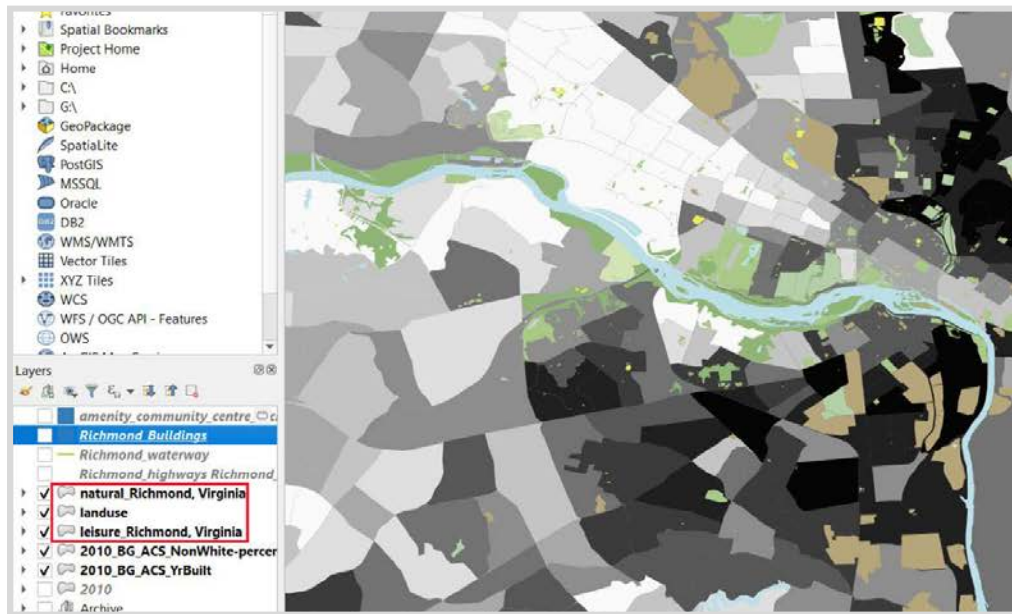 Favorites
Spatial Bookmarks
Project Home
Home
C:\
G:\
GeoPackage
SpatiaLite
PostGIS
MSSQL
Oracle
DB2
WMS/WMTS
Vector Tiles
XYZ Tiles
WCS
WFS / OGC API - Features
OWS
Layers
amenity_community_centre_
Richmond_Buildings
Richmond_waterway
Richmond_highways Richmond_
natural_Richmond, Virginia
landuse
leisure_Richmond, Virginia
2010_BG_ACS_NonWhite-percer
2010_BG_ACS_YrBuilt
2010
Archive